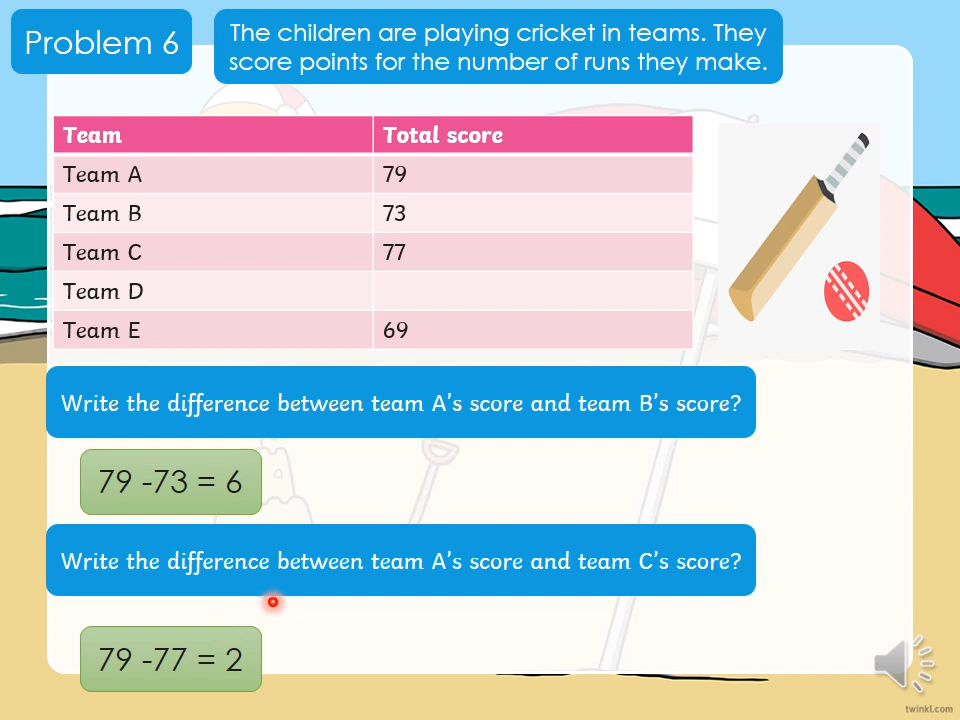 Problem 6
The children are playing cricket in teams. They
score points for the number of runs they make.
Team Total score
Team A 79
Team B 73
Team C 77
Team D
Team E 69
Write the difference between team A's score and team B's score?
79 -73 = 6
Write the difference between team A's score and team C's score?
79 -77 = 2
twinkl.com